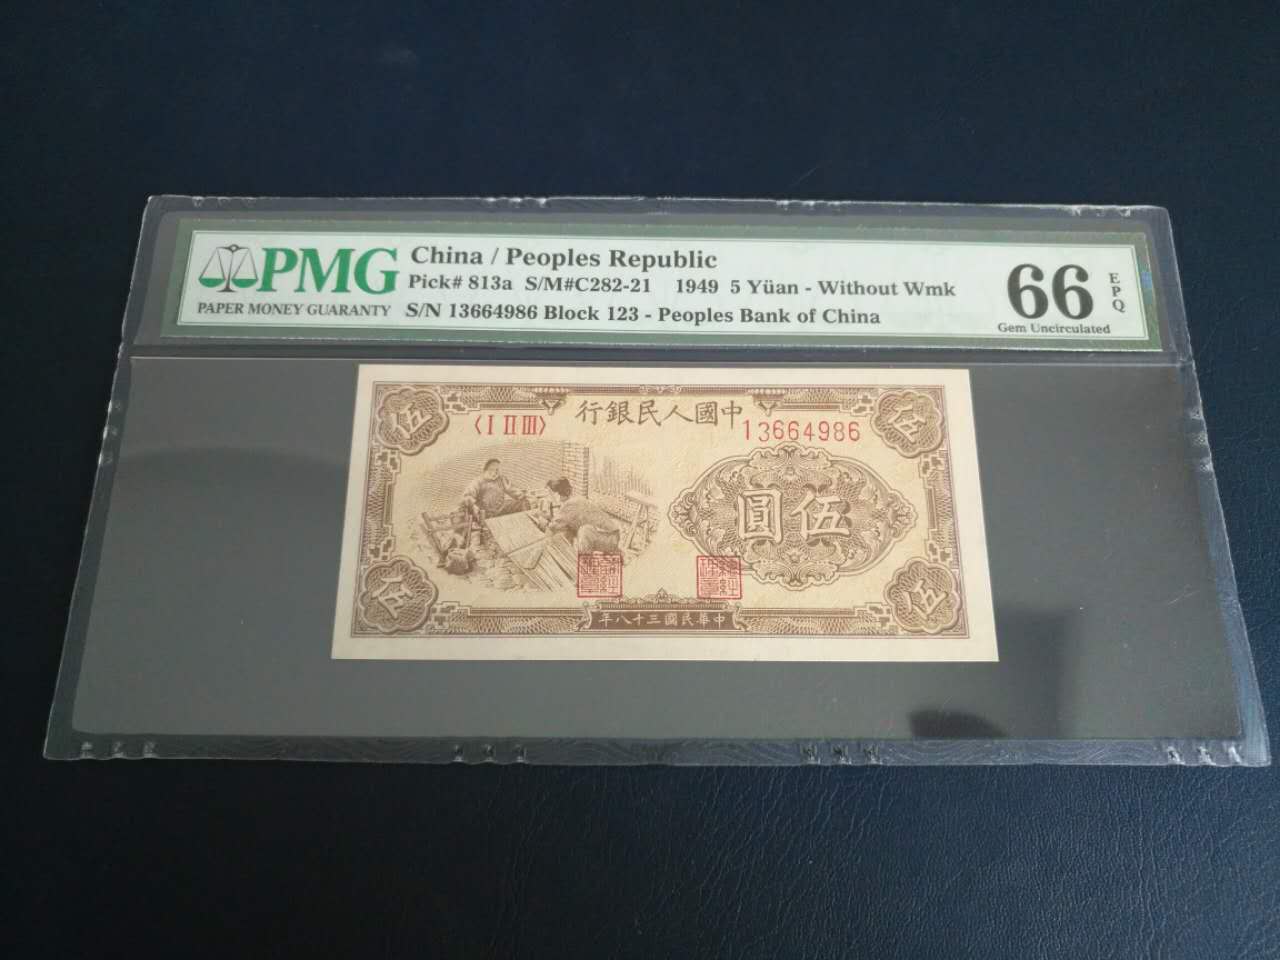 PMG
PAPER MONEY GUARANTY
China / Peoples Republic
Pick# 813a S/M#C282-21 1949 5 Yüan - Without Wmk
S/N 13664986 Block 123 - Peoples Bank of China
66
EPQ
Gem Uncirculated
行銀民人國中
〈I II III〉
13664986
伍
伍
圓伍
伍
伍
年八十三國民華中